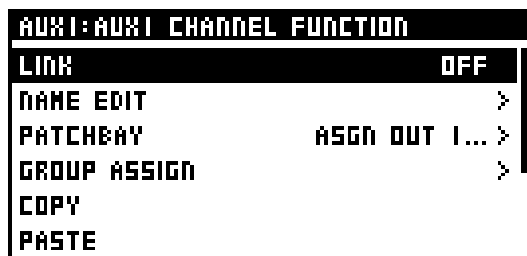 AUX1:AUX1 CHANNEL FUNCTION
LINK OFF
NAME EDIT >
PATCHBAY ASGN OUT 1... >
GROUP ASSIGN >
COPY
PASTE